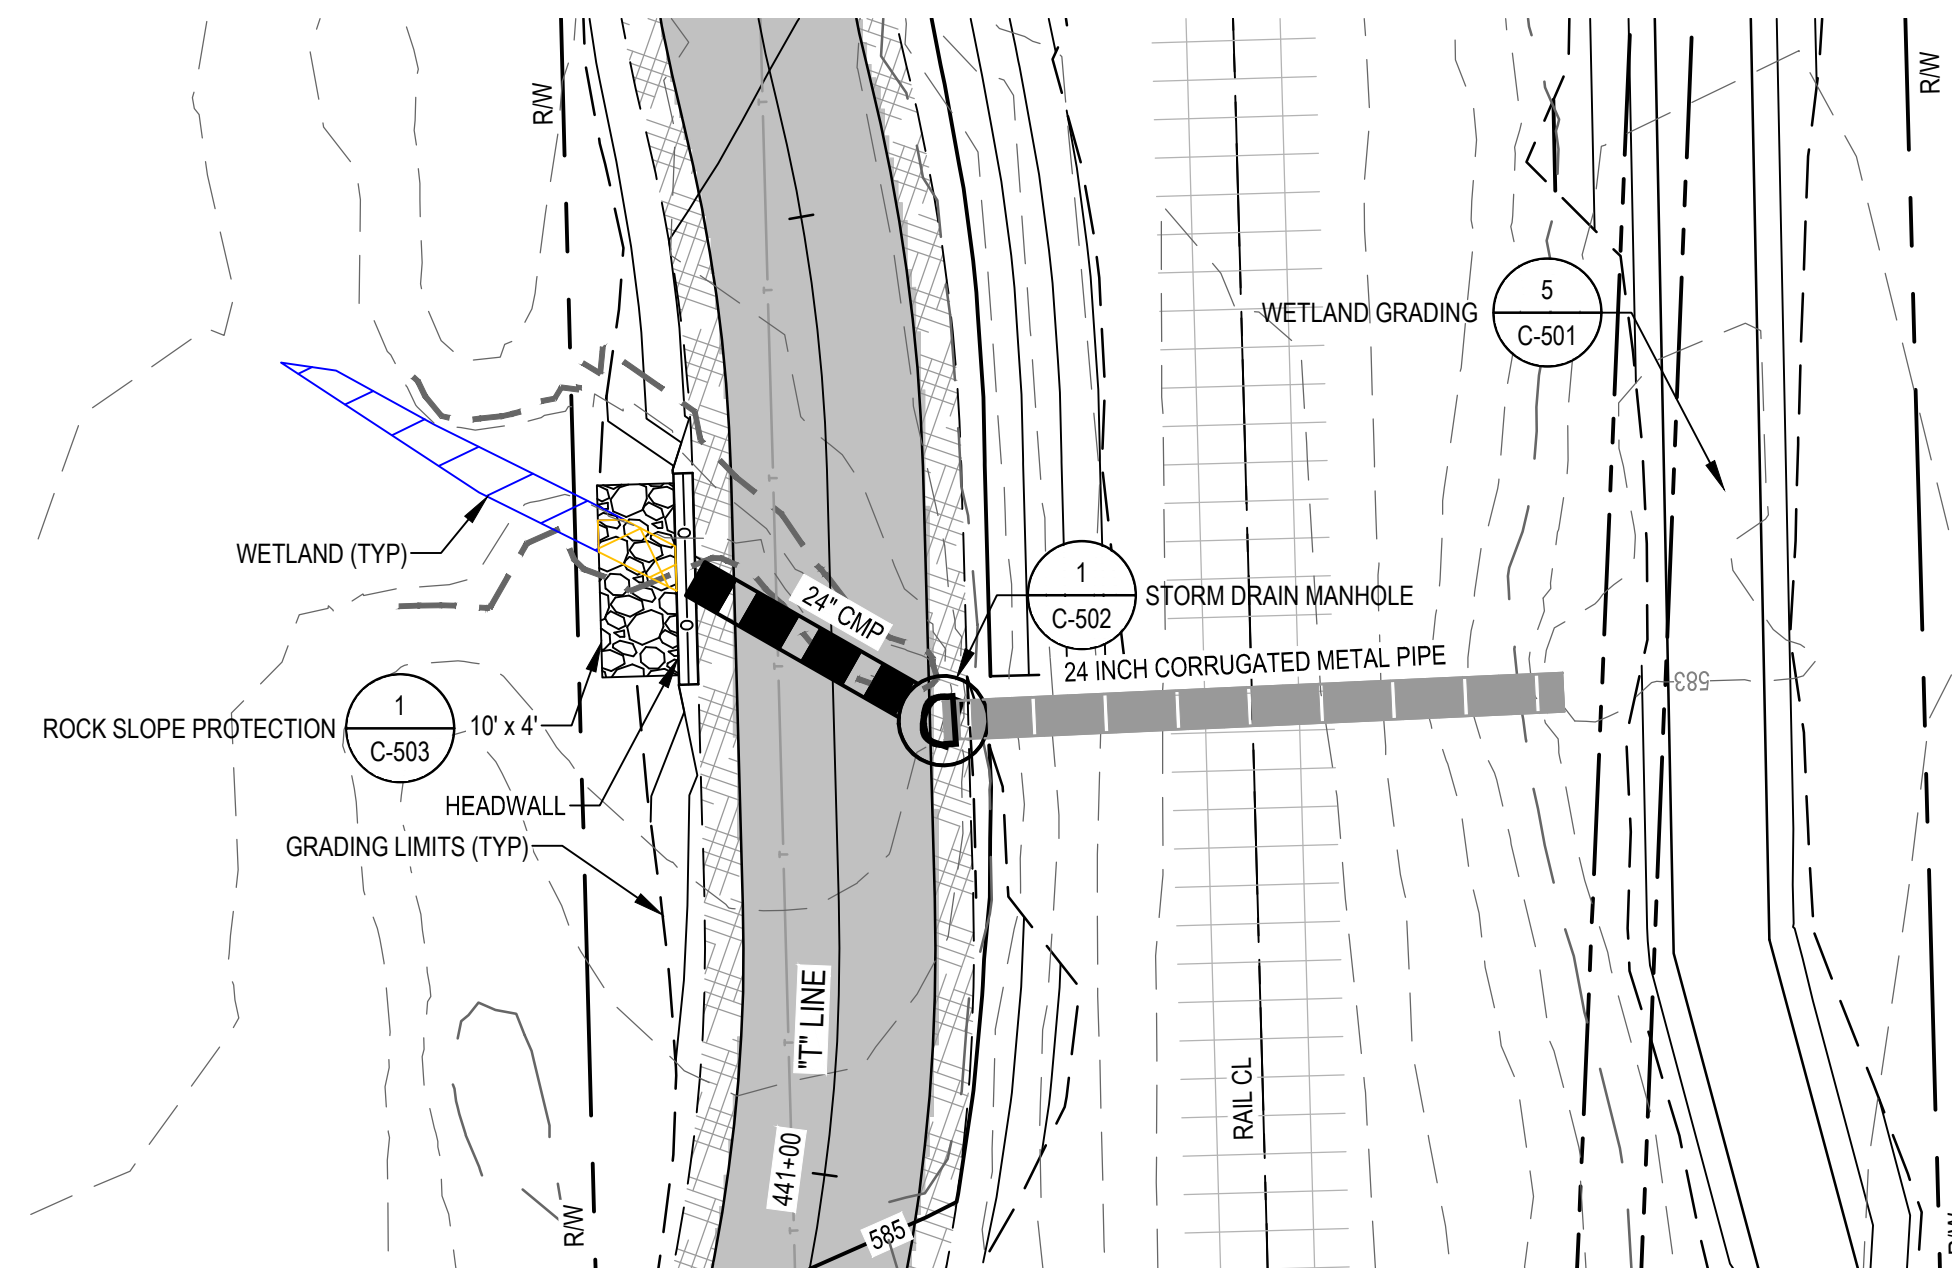 R/W
R/W
WETLAND GRADING
5
C-501
WETLAND (TYP)
24" CMP
1
C-502
STORM DRAIN MANHOLE
24 INCH CORRUGATED METAL PIPE
583
ROCK SLOPE PROTECTION
1
C-503
10' x 4'
HEADWALL
GRADING LIMITS (TYP)
"T" LINE
RAIL CL
441+00
585
R/W
R/W